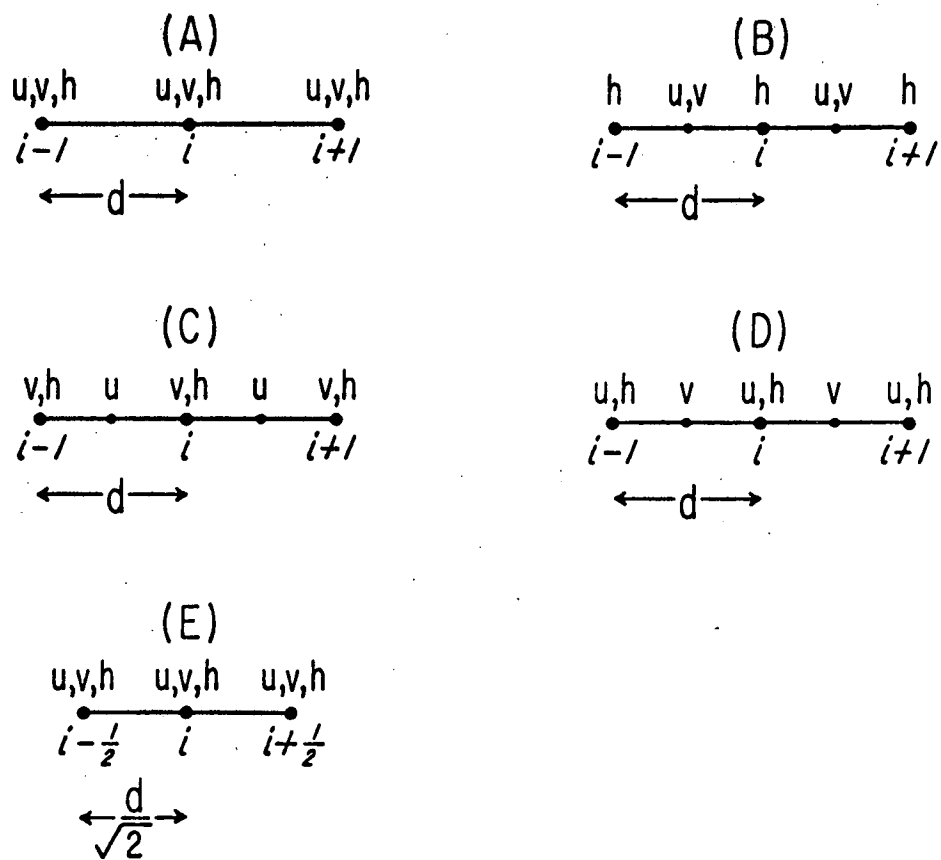 (A)
u,v,h u,v,h u,v,h
i-1 i i+1
d
(B)
h u,v h u,v h
i-1 i i+1
d
(C)
v,h u v,h u v,h
i-1 i i+1
d
(D)
u,h v u,h v u,h
i-1 i i+1
d
(E)
u,v,h u,v,h u,v,h
i-1/2 i i+1/2
d/√2